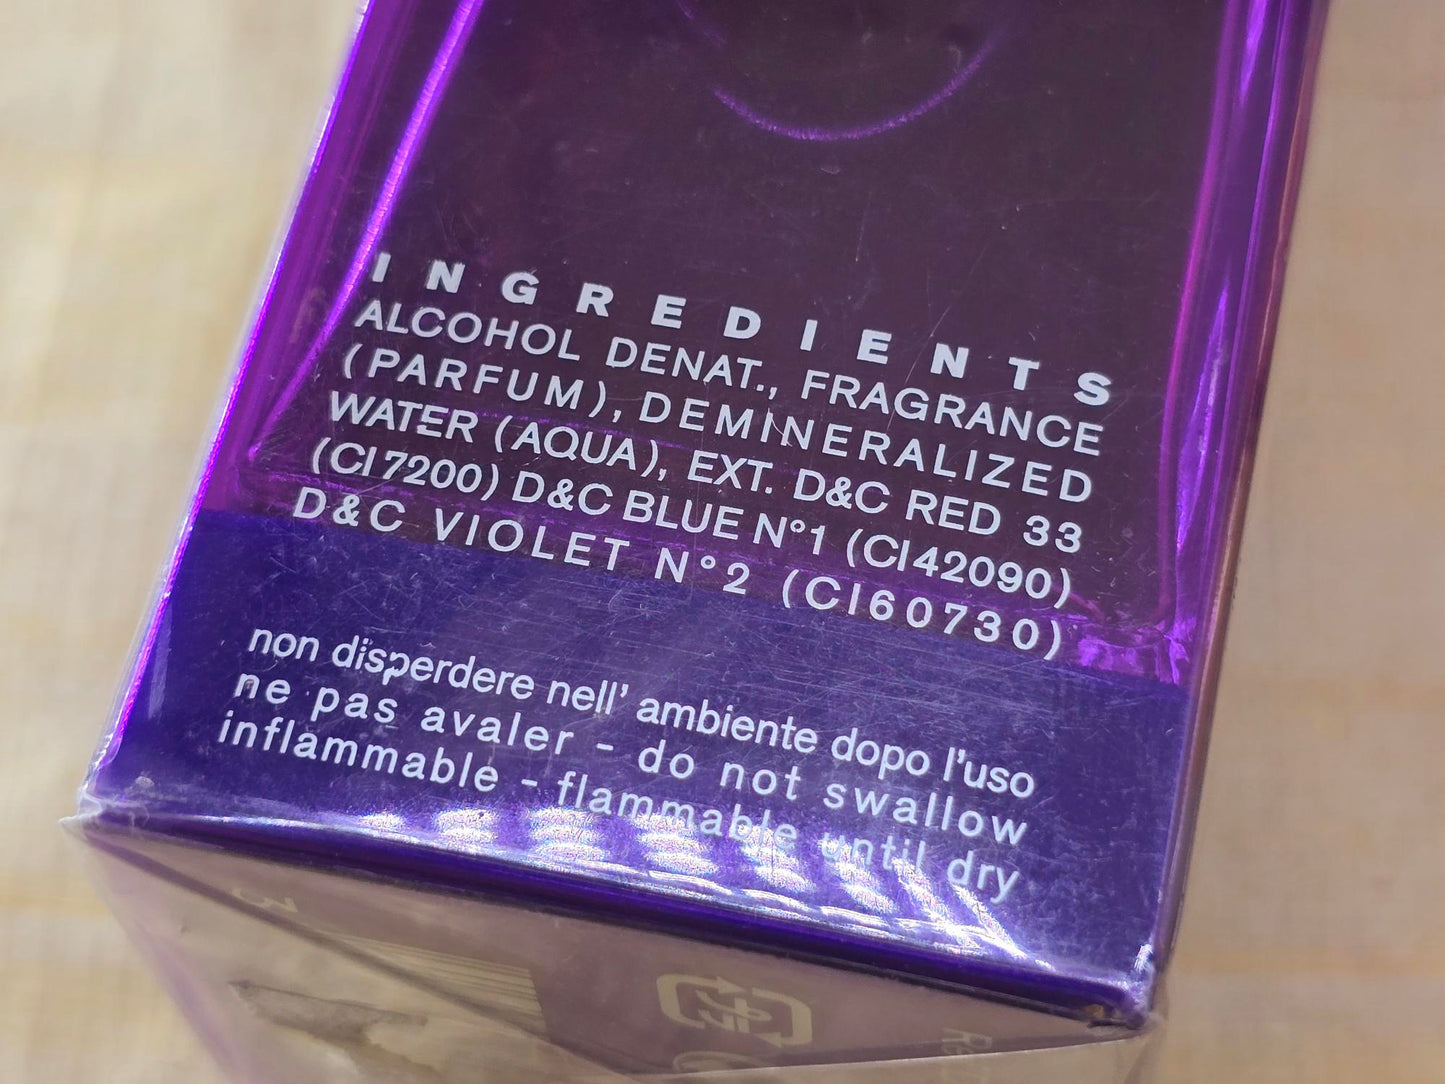 INGREDIENTS
ALCOHOL DENAT., FRAGRANCE
(PARFUM), DEMINERALIZED
WATER (AQUA), EXT. D&C RED 33
(CI7200) D&C BLUE N°1 (CI42090)
D&C VIOLET N°2 (CI60730)
non disperdere nell' ambiente dopo l'uso
ne pas avaler - do not swallow
inflammable - flammable until dry